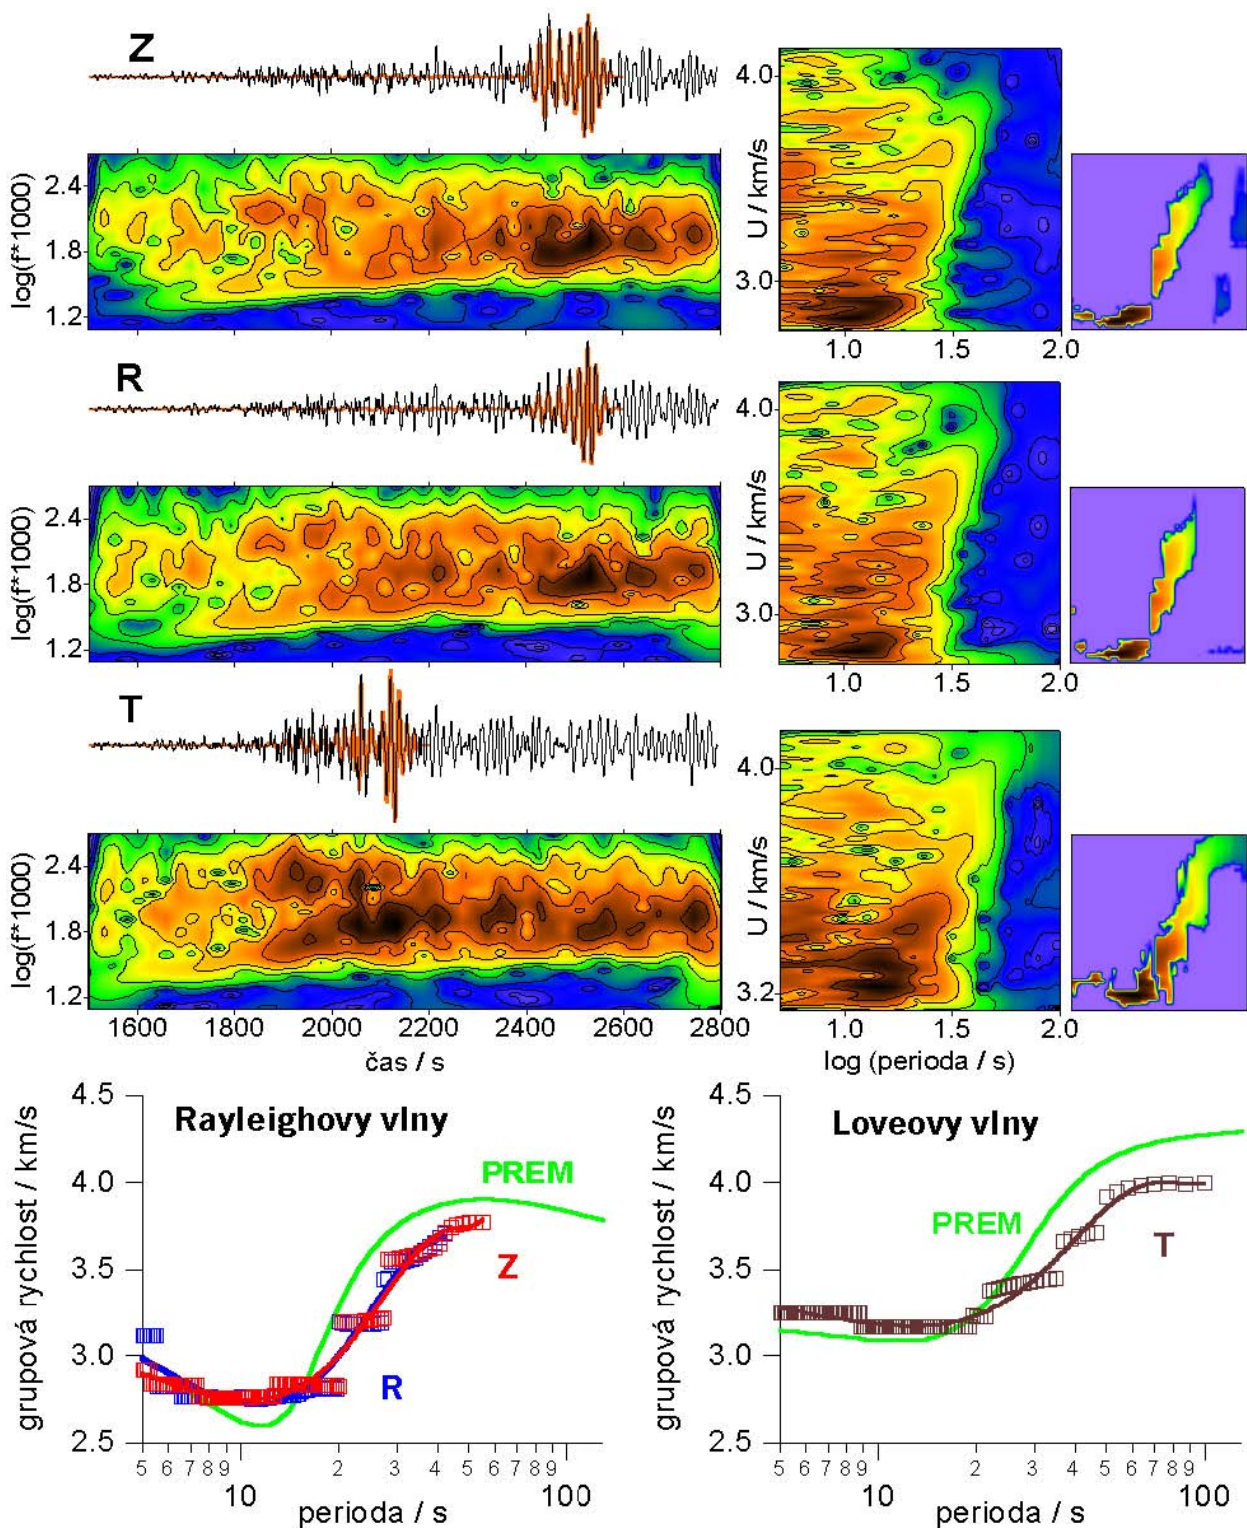 Z
log(f*1000)
2.4
1.8
1.2
U / km/s
4.0
3.0
1.0
1.5
2.0
R
log(f*1000)
2.4
1.8
1.2
U / km/s
4.0
3.0
1.0
1.5
2.0
T
log(f*1000)
2.4
1.8
1.2
1600
1800
2000
2200
2400
2600
2800
čas / s
U / km/s
4.0
3.2
1.0
1.5
2.0
log (perioda / s)
grupová rychlost / km/s
4.5
4.0
3.5
3.0
2.5
Rayleighovy vlny
PREM
Z
R
5 6 7 8 9 2 3 4 5 6 7 8 9
10 100
perioda / s
grupová rychlost / km/s
4.5
4.0
3.5
3.0
2.5
Loveovy vlny
PREM
T
5 6 7 8 9 2 3 4 5 6 7 8 9
10 100
perioda / s